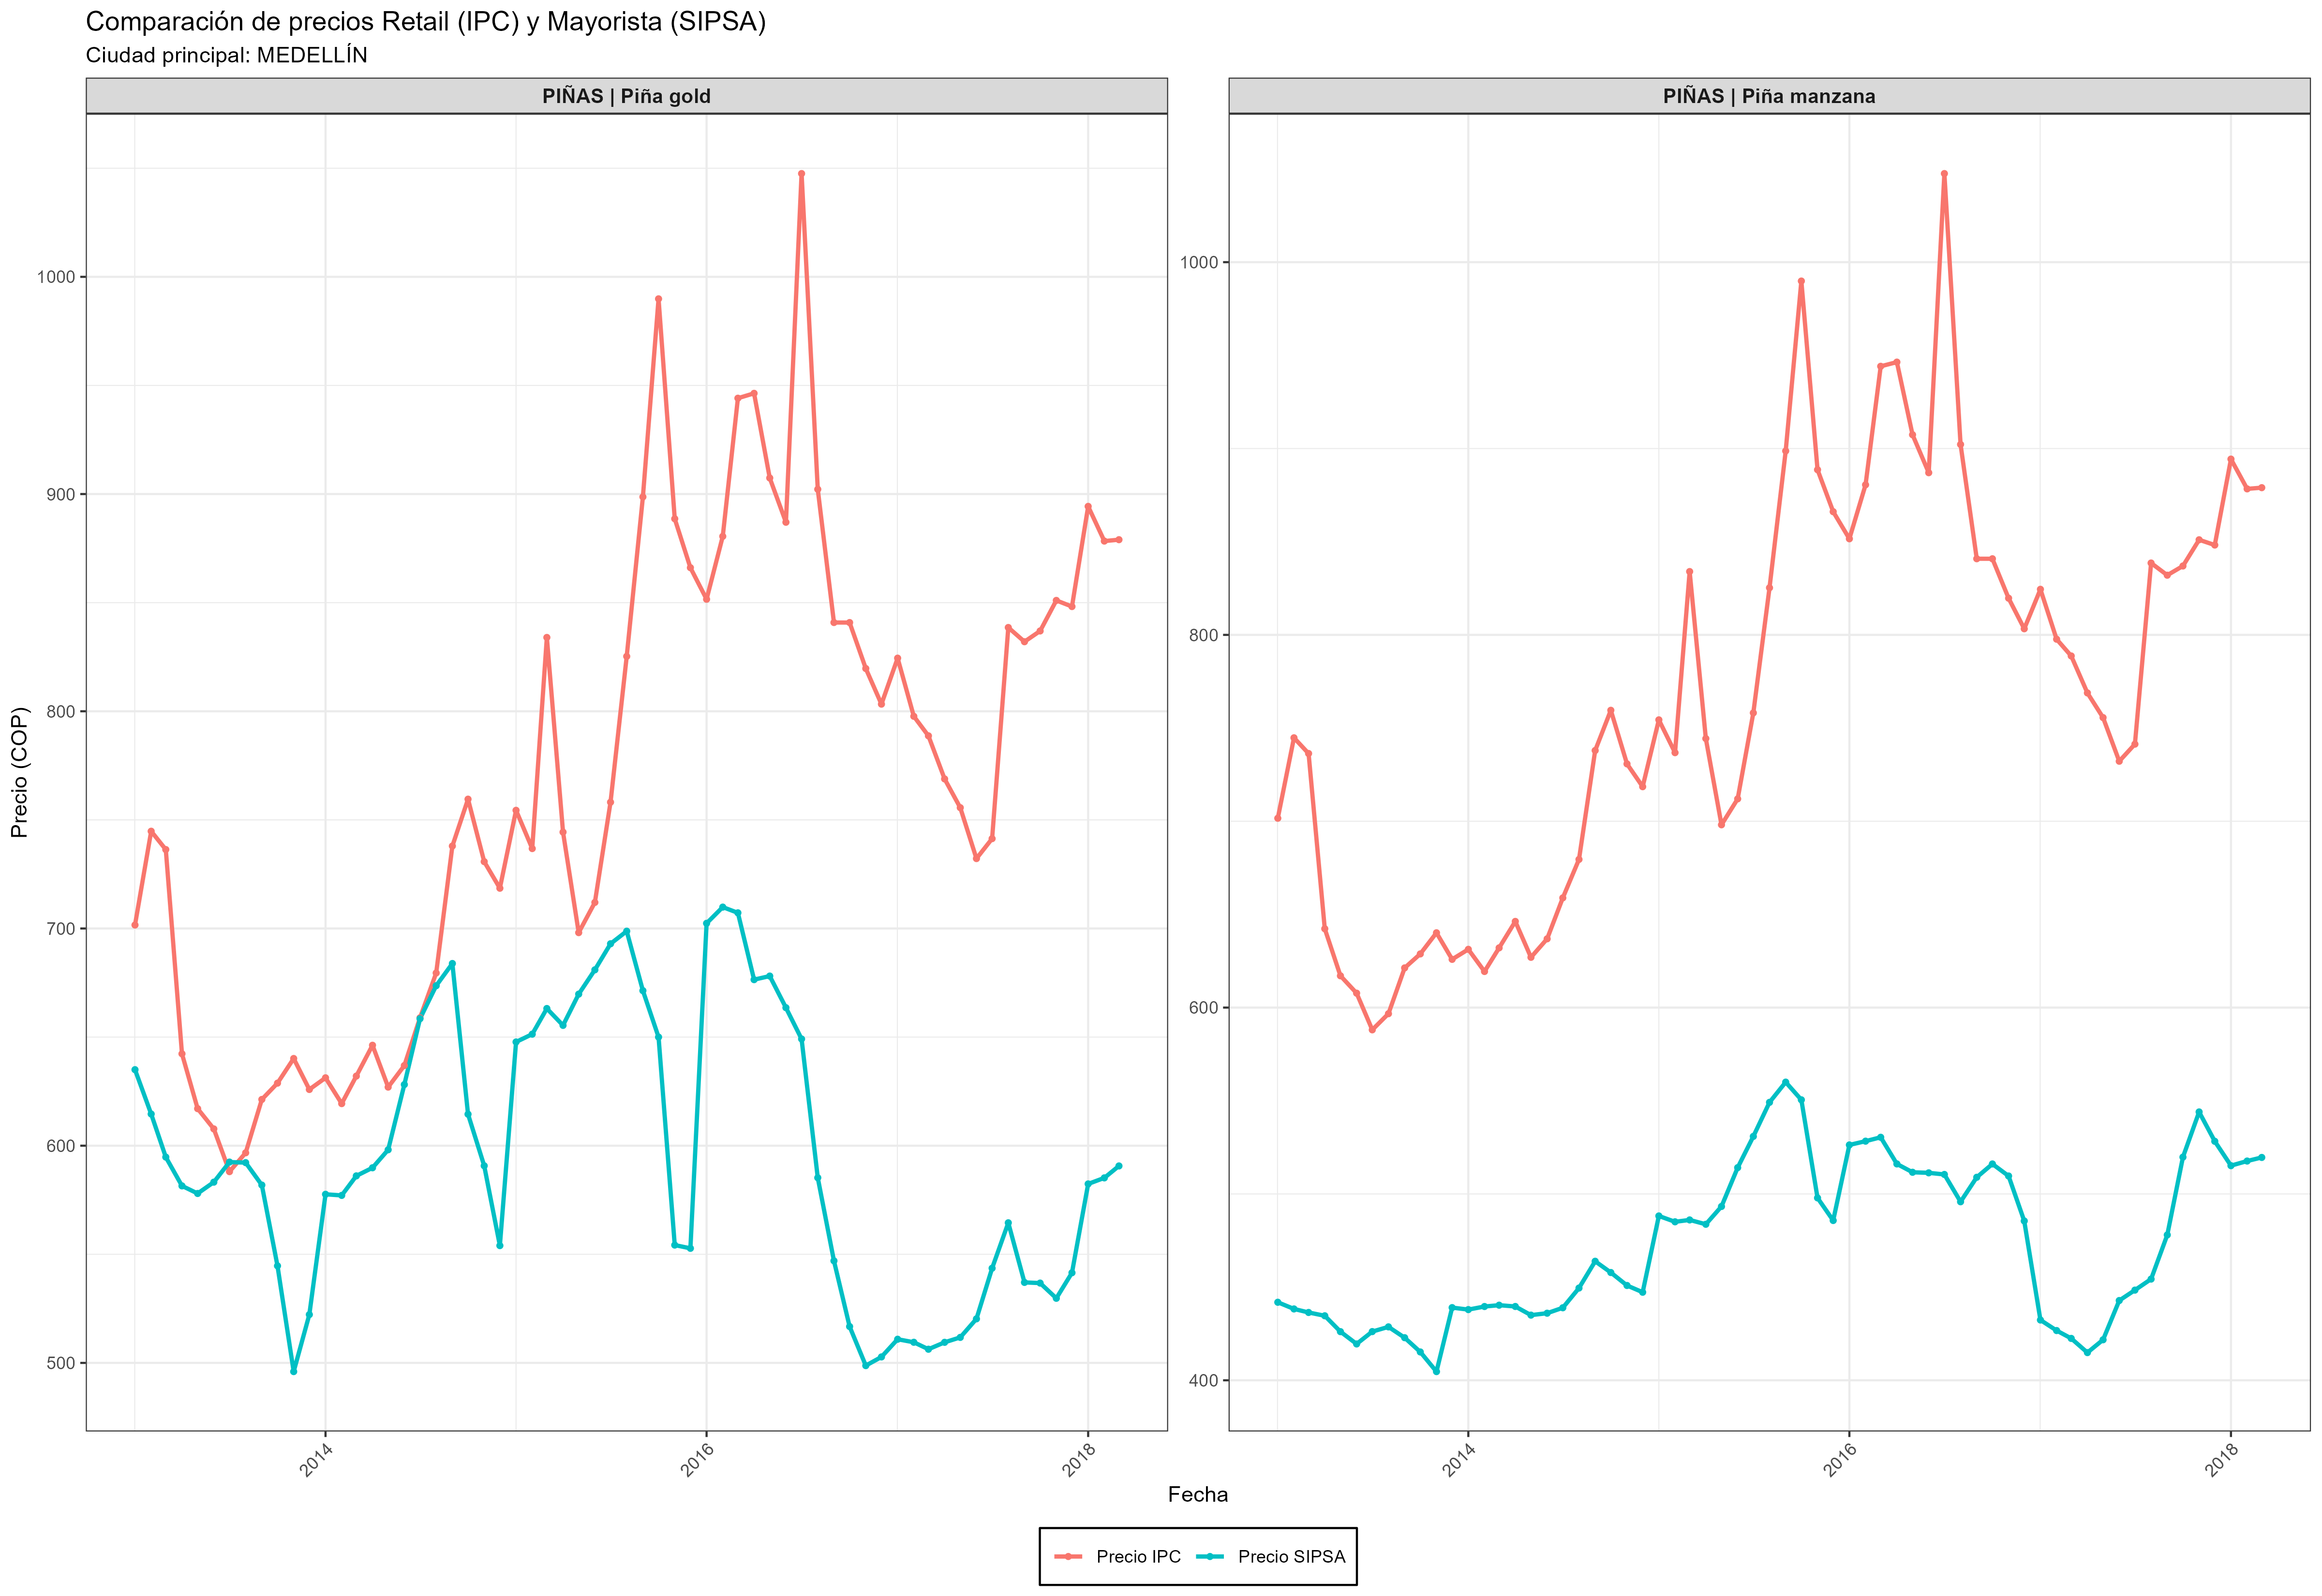 Comparación de precios Retail (IPC) y Mayorista (SIPSA)
Ciudad principal: MEDELLÍN
PIÑAS | Piña gold
PIÑAS | Piña manzana
Precio (COP)
1000
900
800
700
600
500
1000
800
600
400
2014
2016
2018
2014
2016
2018
Fecha
Precio IPC
Precio SIPSA